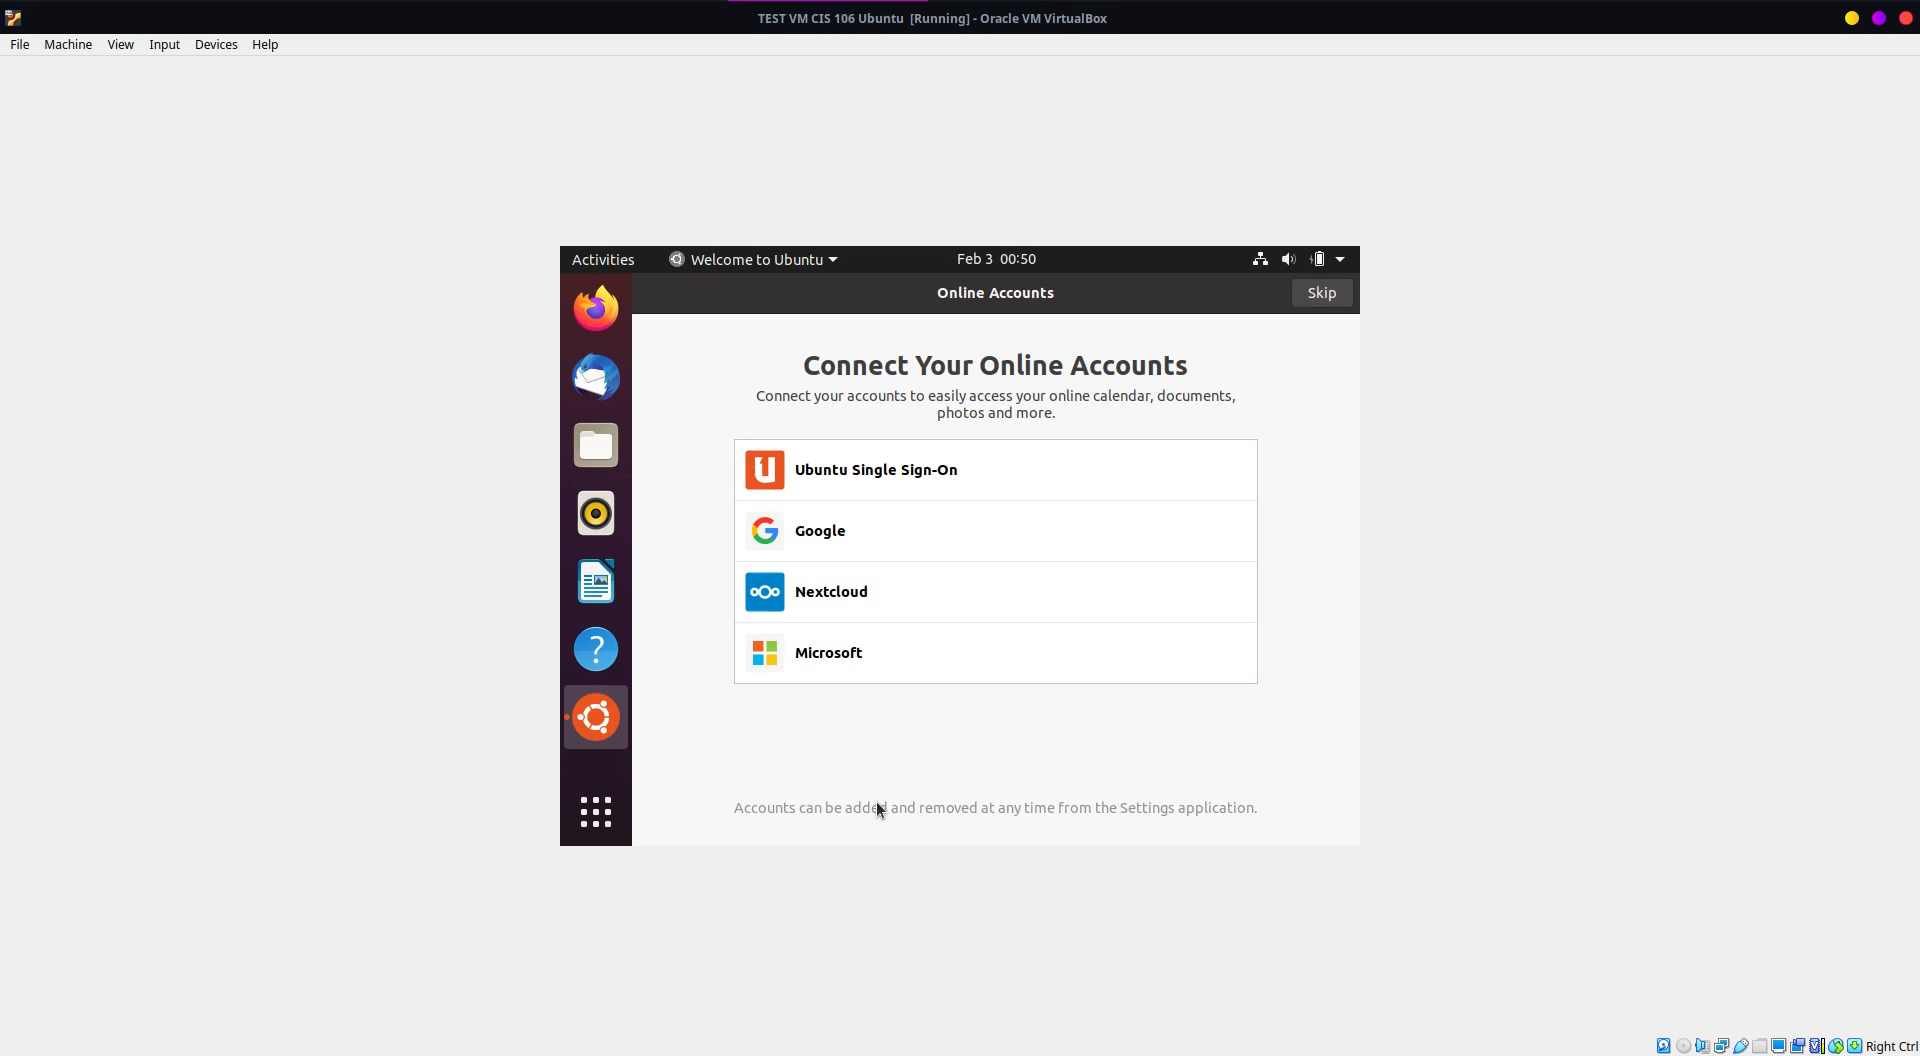 TEST VM CIS 106 Ubuntu [Running] - Oracle VM VirtualBox
File Machine View Input Devices Help
Activities Welcome to Ubuntu Feb 3 00:50
Online Accounts Skip
Connect Your Online Accounts
Connect your accounts to easily access your online calendar, documents,
photos and more.
Ubuntu Single Sign-On
Google
Nextcloud
Microsoft
Accounts can be added and removed at any time from the Settings application.
Right Ctrl